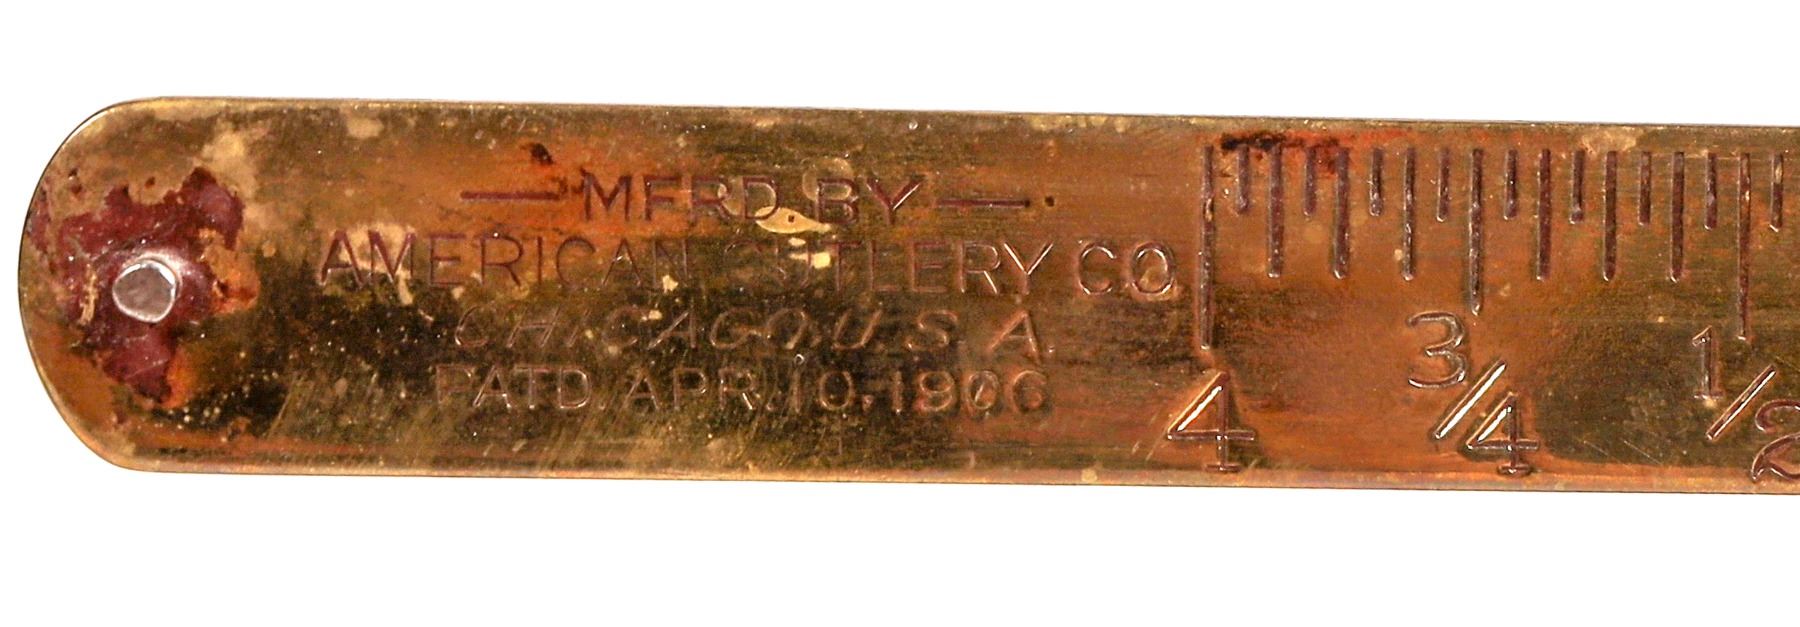 — MFRD BY —
AMERICAN CUTLERY CO.
CHICAGO U.S.A.
PATD. APR. 10, 1906
4 3/4 1/2